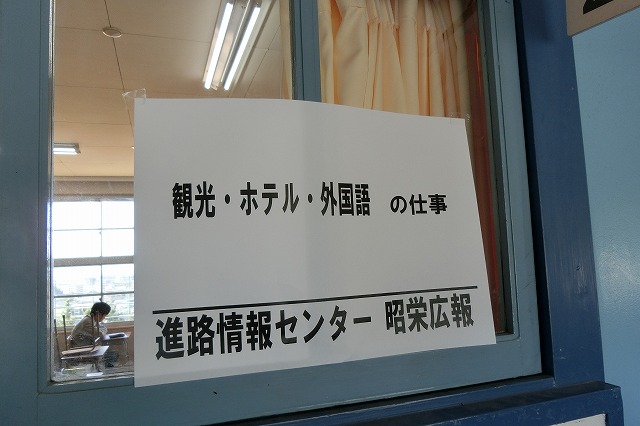 観光・ホテル・外国語 の仕事
進路情報センター 昭栄広報